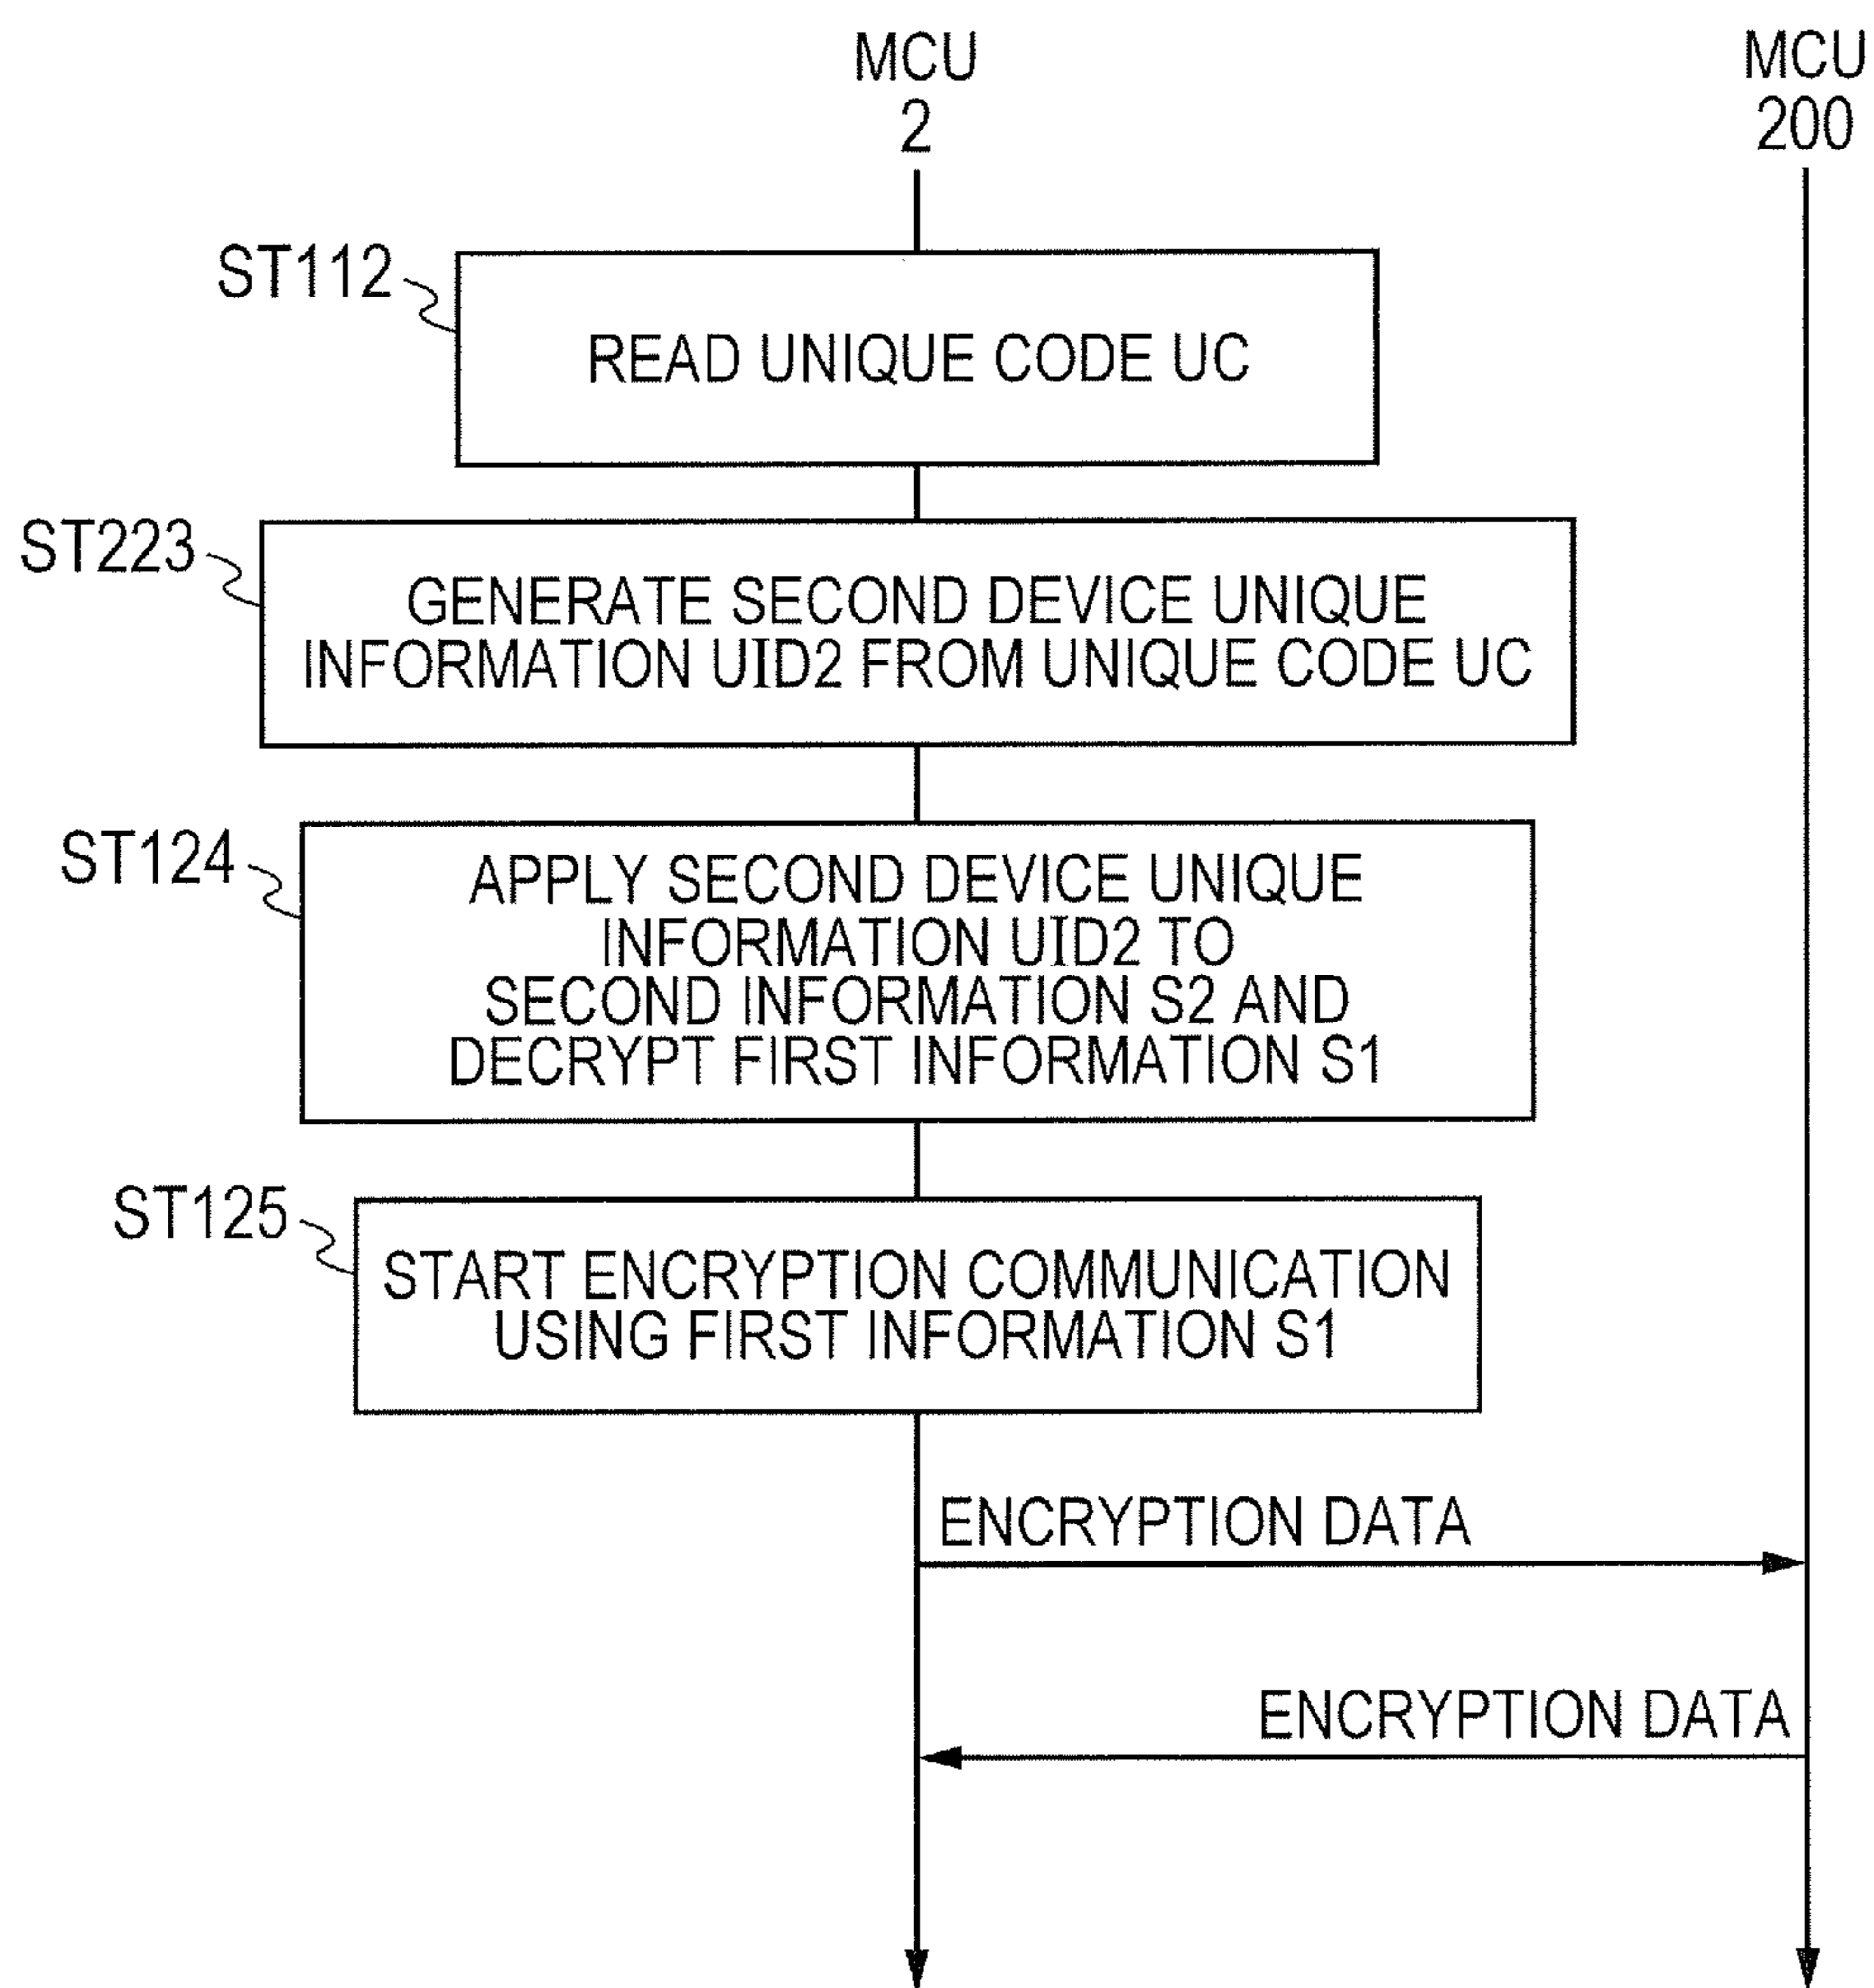 MCU
2
MCU
200
ST112
READ UNIQUE CODE UC
ST223
GENERATE SECOND DEVICE UNIQUE
INFORMATION UID2 FROM UNIQUE CODE UC
ST124
APPLY SECOND DEVICE UNIQUE
INFORMATION UID2 TO
SECOND INFORMATION S2 AND
DECRYPT FIRST INFORMATION S1
ST125
START ENCRYPTION COMMUNICATION
USING FIRST INFORMATION S1
ENCRYPTION DATA
ENCRYPTION DATA